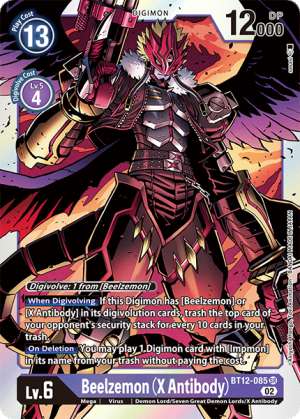 Play Cost
13
DIGIMON
12000
DP
Digivolve Cost
Lv.5
4
Digivolve: 1 from [Beelzemon]
When Digivolving If this Digimon has [Beelzemon] or
[X Antibody] in its digivolution cards, trash the top card of
your opponent's security stack for every 10 cards in your
trash.
On Deletion You may play 1 Digimon card with [Impmon]
in its name from your trash without paying the cost.
Lv.6
Beelzemon (X Antibody)
BT12-085 SR
02
Mega Virus Demon Lord/Seven Great Demon Lords/X Antibody